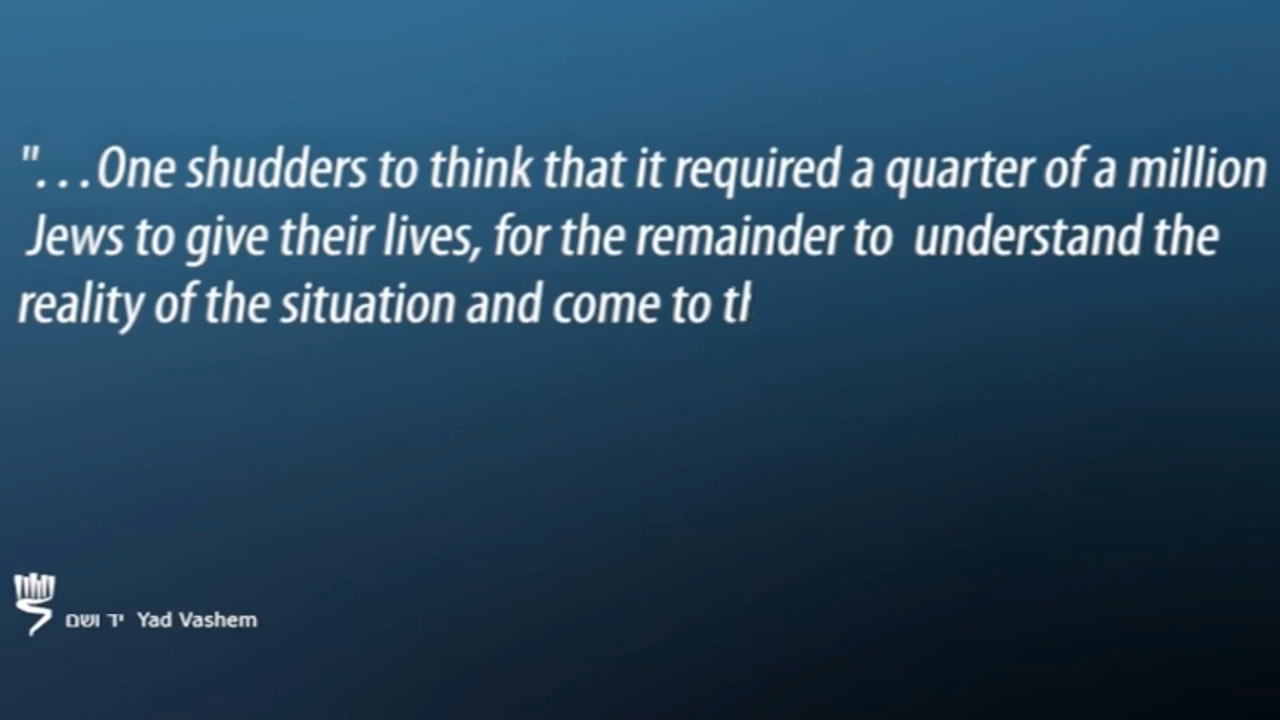 "...One shudders to think that it required a quarter of a million
Jews to give their lives, for the remainder to understand the
reality of the situation and come to
יד ושם Yad Vashem